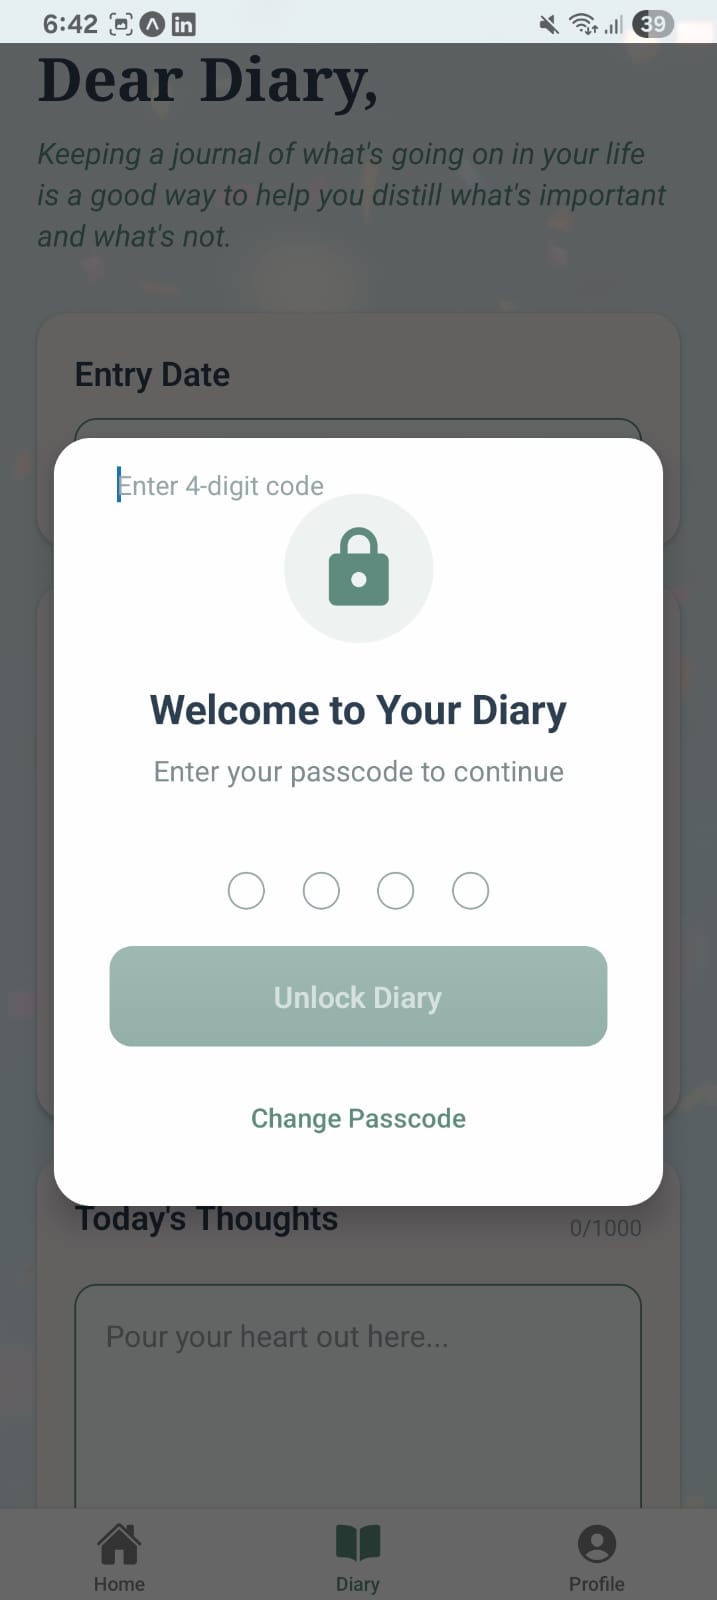 6:42
in
39
Dear Diary,
Keeping a journal of what's going on in your life
is a good way to help you distill what's important
and what's not.
Entry Date
Enter 4-digit code
Welcome to Your Diary
Enter your passcode to continue
Unlock Diary
Change Passcode
Today's Thoughts
0/1000
Pour your heart out here...
Home
Diary
Profile